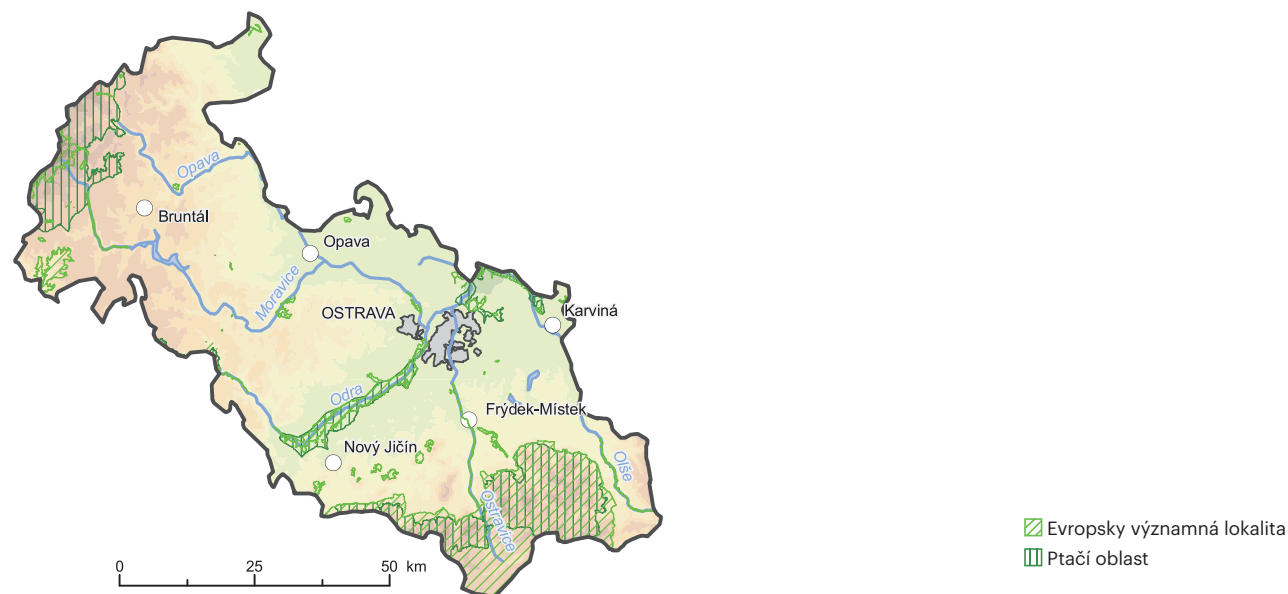 Opava
Bruntál
Opava
Moravice
OSTRAVA
Karviná
Odra
Frýdek-Místek
Nový Jičín
Olše
Ostravice
0 25 50 km
Evropsky významná lokalita
Ptačí oblast